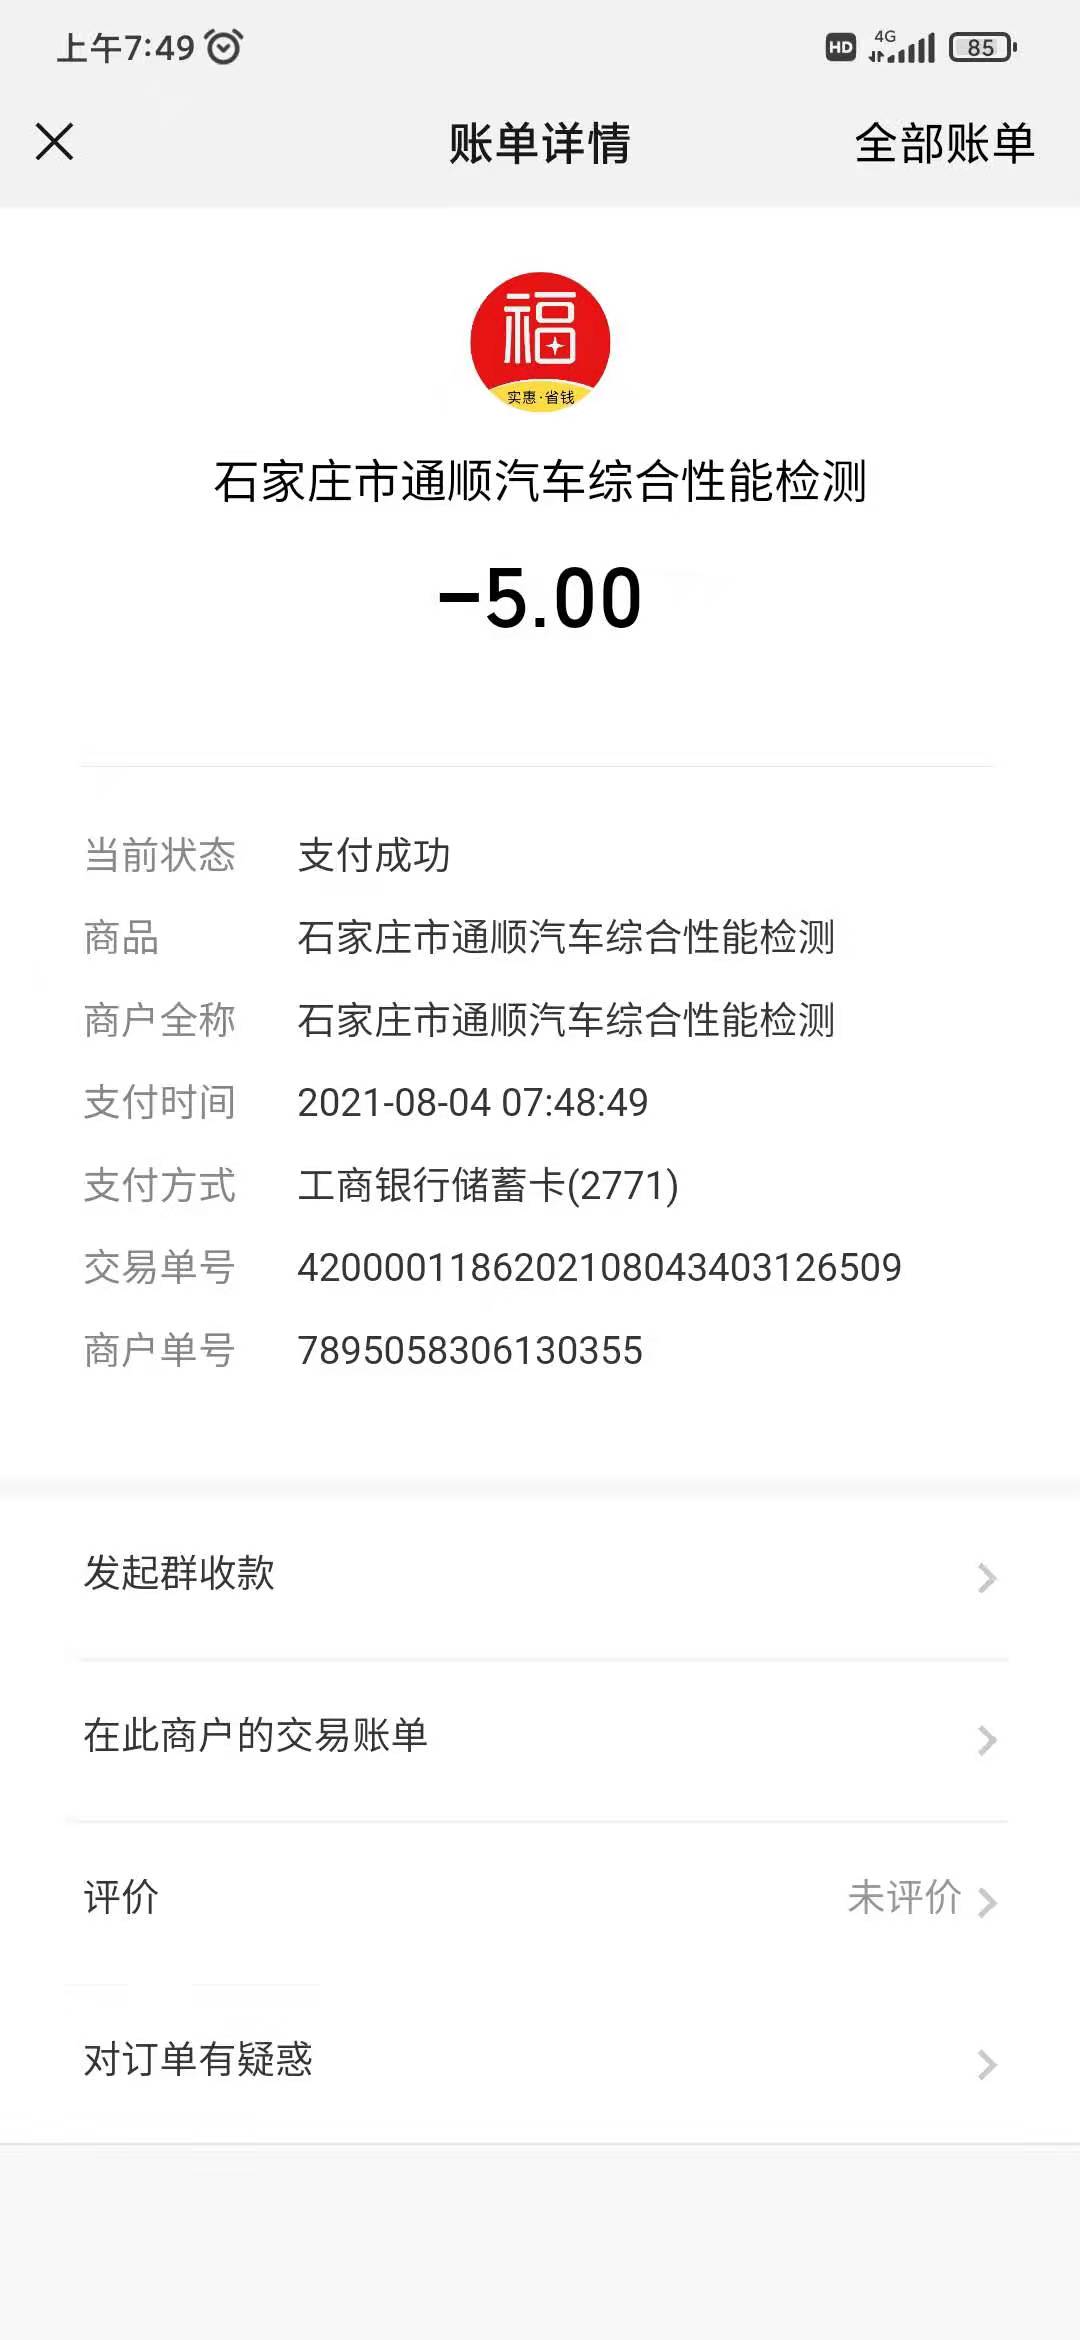 上午7:49 HD 4G 85
账单详情 全部账单
福
实惠·省钱
石家庄市通顺汽车综合性能检测
-5.00
当前状态 支付成功
商品 石家庄市通顺汽车综合性能检测
商户全称 石家庄市通顺汽车综合性能检测
支付时间 2021-08-04 07:48:49
支付方式 工商银行储蓄卡(2771)
交易单号 4200001186202108043403126509
商户单号 7895058306130355
发起群收款
在此商户的交易账单
评价 未评价
对订单有疑惑